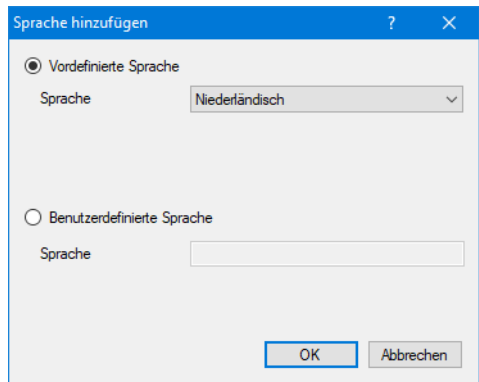 Sprache hinzufügen ?
Vordefinierte Sprache
Sprache Niederländisch
Benutzerdefinierte Sprache
Sprache
OK Abbrechen